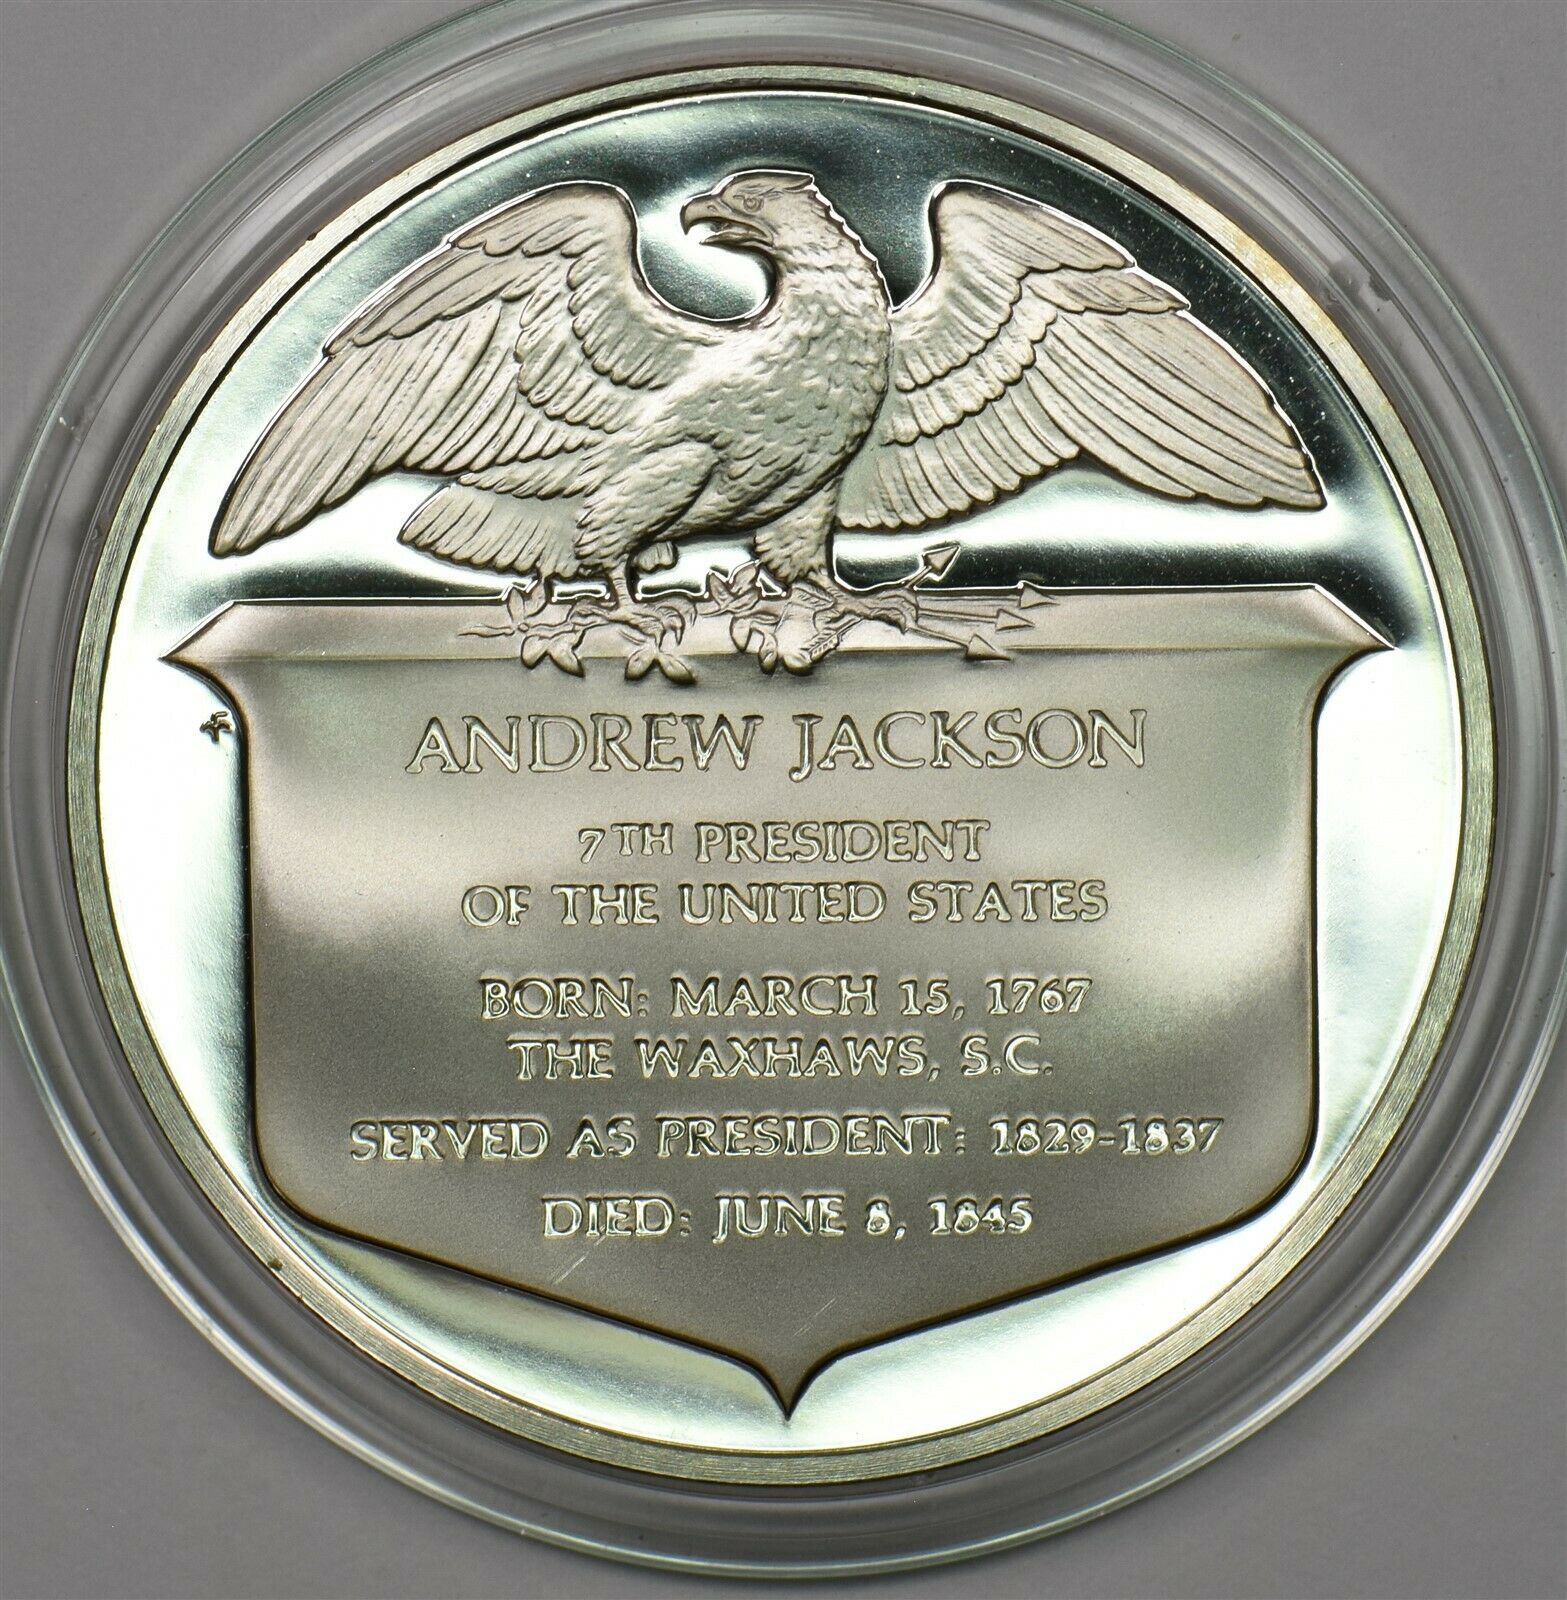 ANDREW JACKSON
7TH PRESIDENT
OF THE UNITED STATES
BORN: MARCH 15, 1767
THE WAXHAWS, S.C.
SERVED AS PRESIDENT: 1829-1837
DIED: JUNE 8, 1845